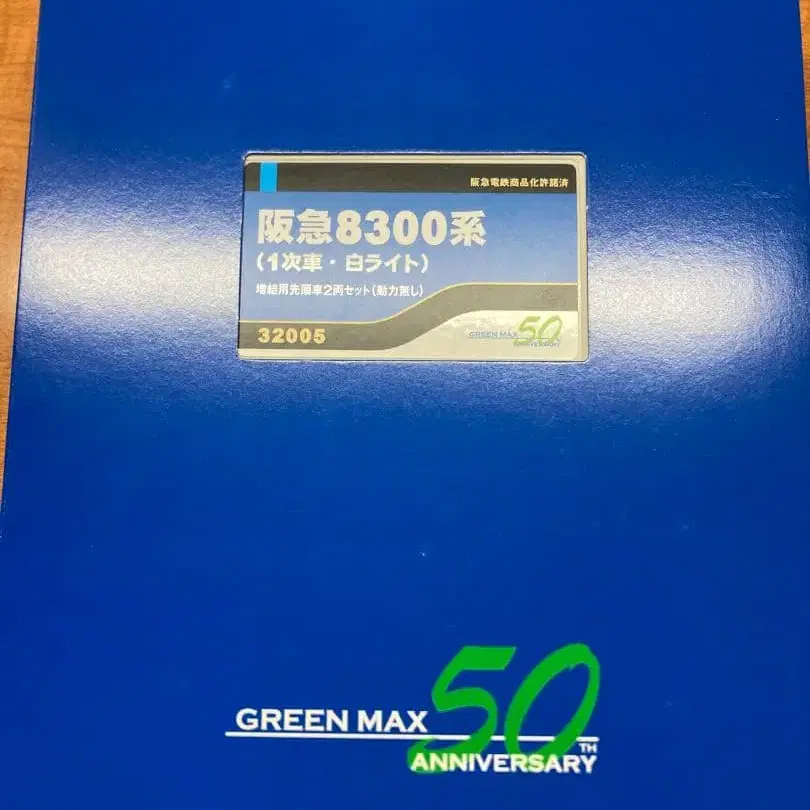 阪急電鉄商品化許諾済
阪急8300系
(1次車・白ライト)
増結用先頭車2両セット(動力無し)
32005
GREEN MAX 50
ANNIVERSARY
GREEN MAX 50TH
ANNIVERSARY